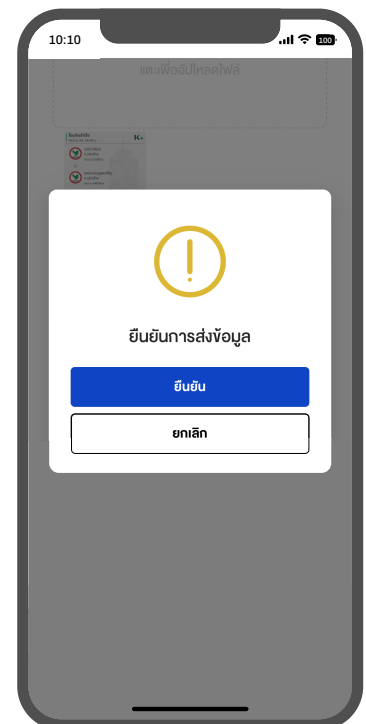 10:10
100
แตะเพื่ออัปโหลดไฟล์
K+
ยืนยันการส่งข้อมูล
ยืนยัน
ยกเลิก